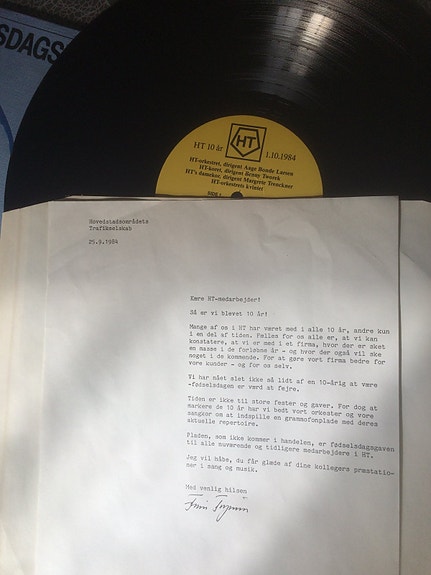 SDAGS
HT 10 år
HT
1.10.1984
HT-orkestret, dirigent Aage Bonde Larsen
HT-koret, dirigent Benny Tworek
HT's damekor, dirigent Margrete Trenckner
HT-orkestrets kvintet
SIDE
Hovedstadsområdets
Trafikselskab
25.9.1984
Kære HT-medarbejder!
Så er vi blevet 10 år!
Mange af os i HT har været med i alle 10 år, andre kun
i en del af tiden. Fælles for os alle er, at vi kan
konstatere, at vi er med i et firma, hvor der er sket
en masse i de forløbne år - og hvor der også vil ske
noget i de kommende. For at gøre vort firma bedre for
vore kunder - og for os selv.
Vi har nået slet ikke så lidt af en 10-årig at være
-fødselsdagen er værd at fejre.
Tiden er ikke til store fester og gaver. For dog at
markere de 10 år har vi bedt vort orkester og vore
sangkor om at indspille en grammofonplade med deres
aktuelle repertoire.
Pladen, som ikke kommer i handelen, er fødselsdagsgaven
til alle nuværende og tidligere medarbejdere i HT.
Jeg vil håbe, du får glæde af dine kollegers præstatio-
ner i sang og musik.
Med venlig hilsen